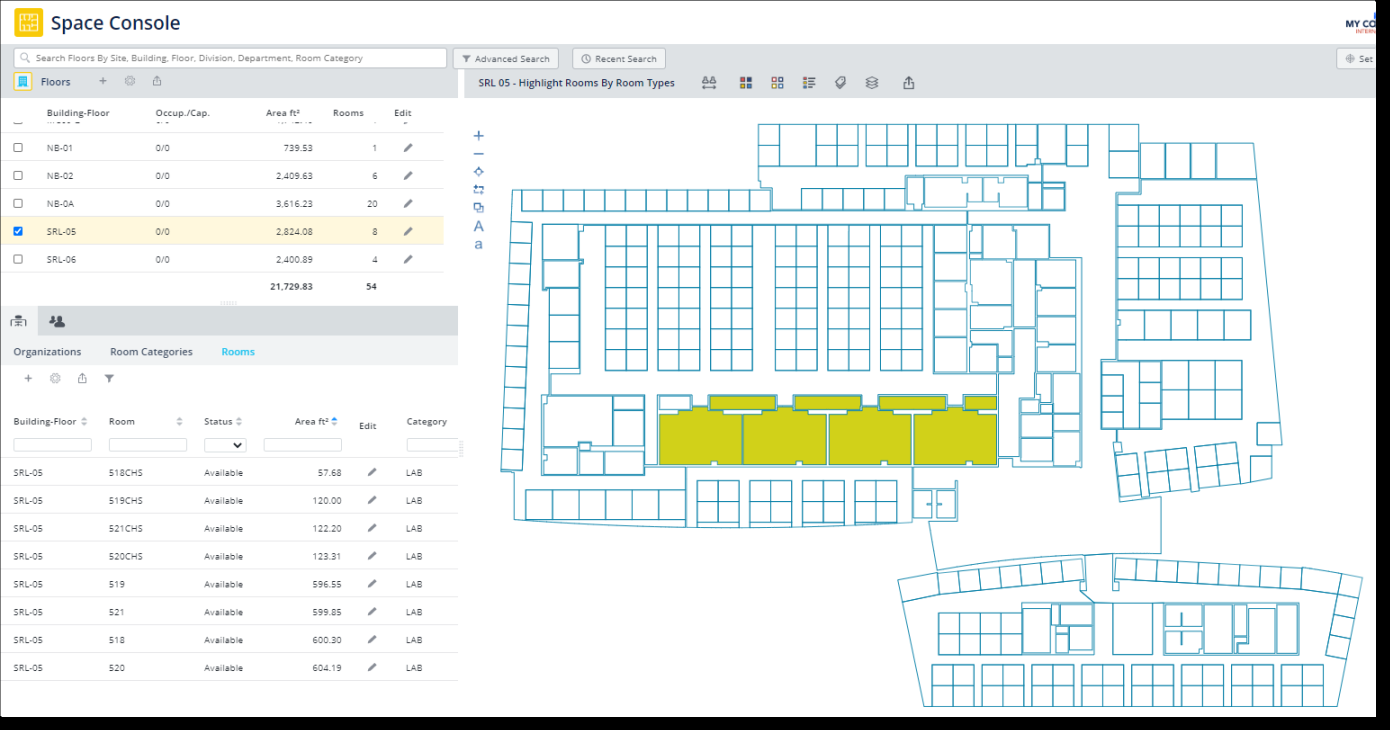 Space Console
MY CO
INTERN
Search Floors By Site, Building, Floor, Division, Department, Room Category
Advanced Search
Recent Search
Set
Floors
SRL 05 - Highlight Rooms By Room Types
Building-Floor Occup./Cap. Area ft² Rooms Edit
NB-01 0/0 739.53 1
NB-02 0/0 2,409.63 6
NB-0A 0/0 3,616.23 20
SRL-05 0/0 2,824.08 8
SRL-06 0/0 2,400.89 4
21,729.83 54
A
a
Organizations Room Categories Rooms
Building-Floor Room Status Area ft² Edit Category
SRL-05 518CHS Available 57.68 LAB
SRL-05 519CHS Available 120.00 LAB
SRL-05 521CHS Available 122.20 LAB
SRL-05 520CHS Available 123.31 LAB
SRL-05 519 Available 596.55 LAB
SRL-05 521 Available 599.85 LAB
SRL-05 518 Available 600.30 LAB
SRL-05 520 Available 604.19 LAB